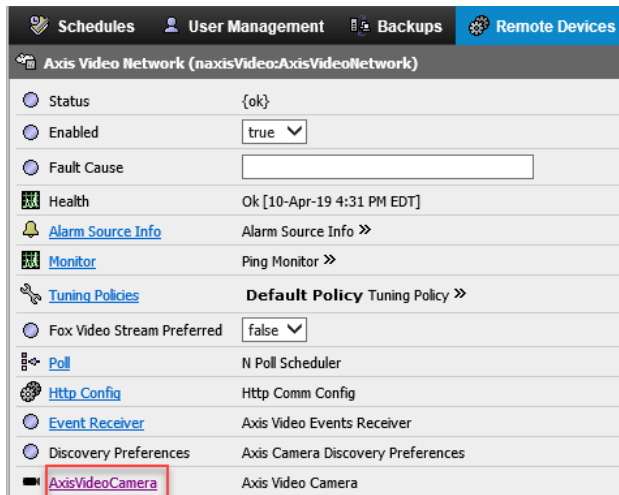 Schedules User Management Backups Remote Devices
Axis Video Network (naxisVideo:AxisVideoNetwork)
Status {ok}
Enabled true
Fault Cause
Health Ok [10-Apr-19 4:31 PM EDT]
Alarm Source Info Alarm Source Info »
Monitor Ping Monitor »
Tuning Policies Default Policy Tuning Policy »
Fox Video Stream Preferred false
Poll N Poll Scheduler
Http Config Http Comm Config
Event Receiver Axis Video Events Receiver
Discovery Preferences Axis Camera Discovery Preferences
AxisVideoCamera Axis Video Camera